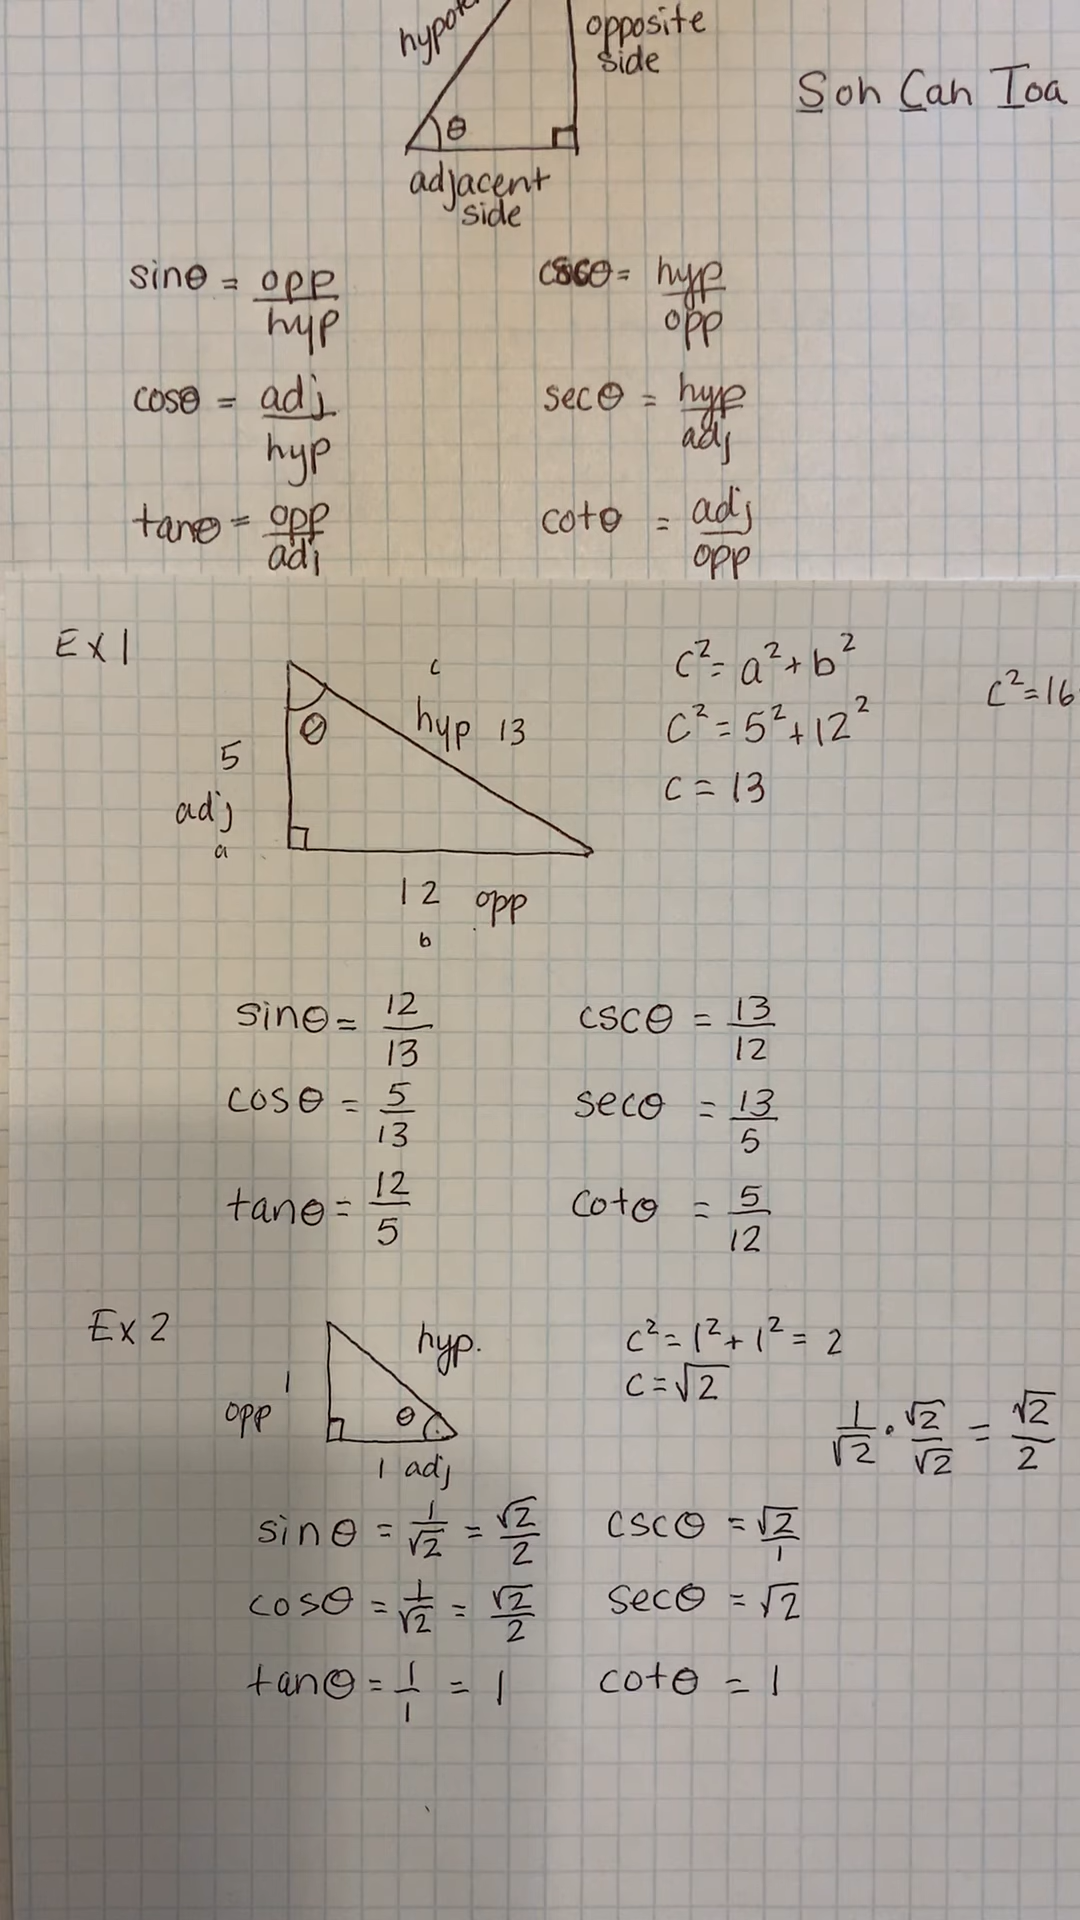 hypote
opposite
side
Soh Cah Toa
θ
adjacent
side
sinθ = opp/hyp
cscθ = hyp/opp
cosθ = adj/hyp
secθ = hyp/adj
tanθ = opp/adj
cotθ = adj/opp
Ex 1
c
hyp 13
θ
5
adj
a
12 opp
b
c² = a² + b²
c² = 5² + 12²
c = 13
c² = 16
sinθ = 12/13
cscθ = 13/12
cosθ = 5/13
secθ = 13/5
tanθ = 12/5
cotθ = 5/12
Ex 2
hyp.
1
opp
θ
1 adj
c² = 1² + 1² = 2
c = √2
1/√2 · √2/√2 = √2/2
sinθ = 1/√2 = √2/2
cscθ = √2/1
cosθ = 1/√2 = √2/2
secθ = √2
tanθ = 1/1 = 1
cotθ = 1